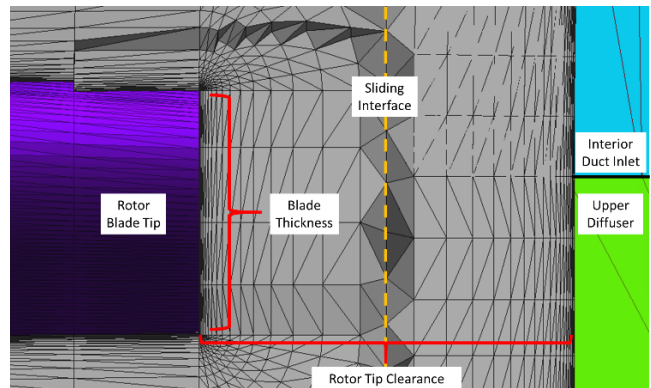 Sliding
Interface
Interior
Duct Inlet
Rotor
Blade Tip
Blade
Thickness
Upper
Diffuser
Rotor Tip Clearance